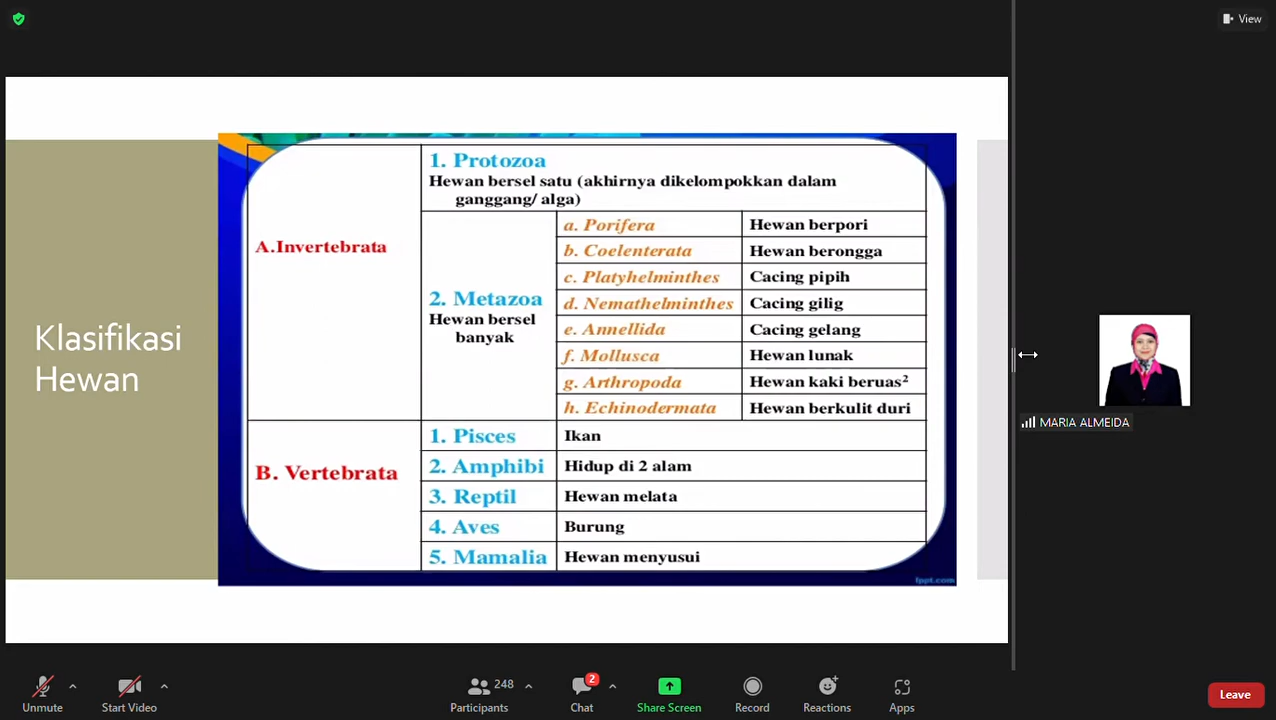 View
Klasifikasi
Hewan
A.Invertebrata
1. Protozoa
Hewan bersel satu (akhirnya dikelompokkan dalam
ganggang/ alga)
2. Metazoa
Hewan bersel
banyak
a. Porifera
Hewan berpori
b. Coelenterata
Hewan berongga
c. Platyhelminthes
Cacing pipih
d. Nemathelminthes
Cacing gilig
e. Annellida
Cacing gelang
f. Mollusca
Hewan lunak
g. Arthropoda
Hewan kaki beruas²
h. Echinodermata
Hewan berkulit duri
B. Vertebrata
1. Pisces
Ikan
2. Amphibi
Hidup di 2 alam
3. Reptil
Hewan melata
4. Aves
Burung
5. Mamalia
Hewan menyusui
fppt.com
MARIA ALMEIDA
Unmute
Start Video
248
Participants
2
Chat
Share Screen
Record
Reactions
Apps
Leave